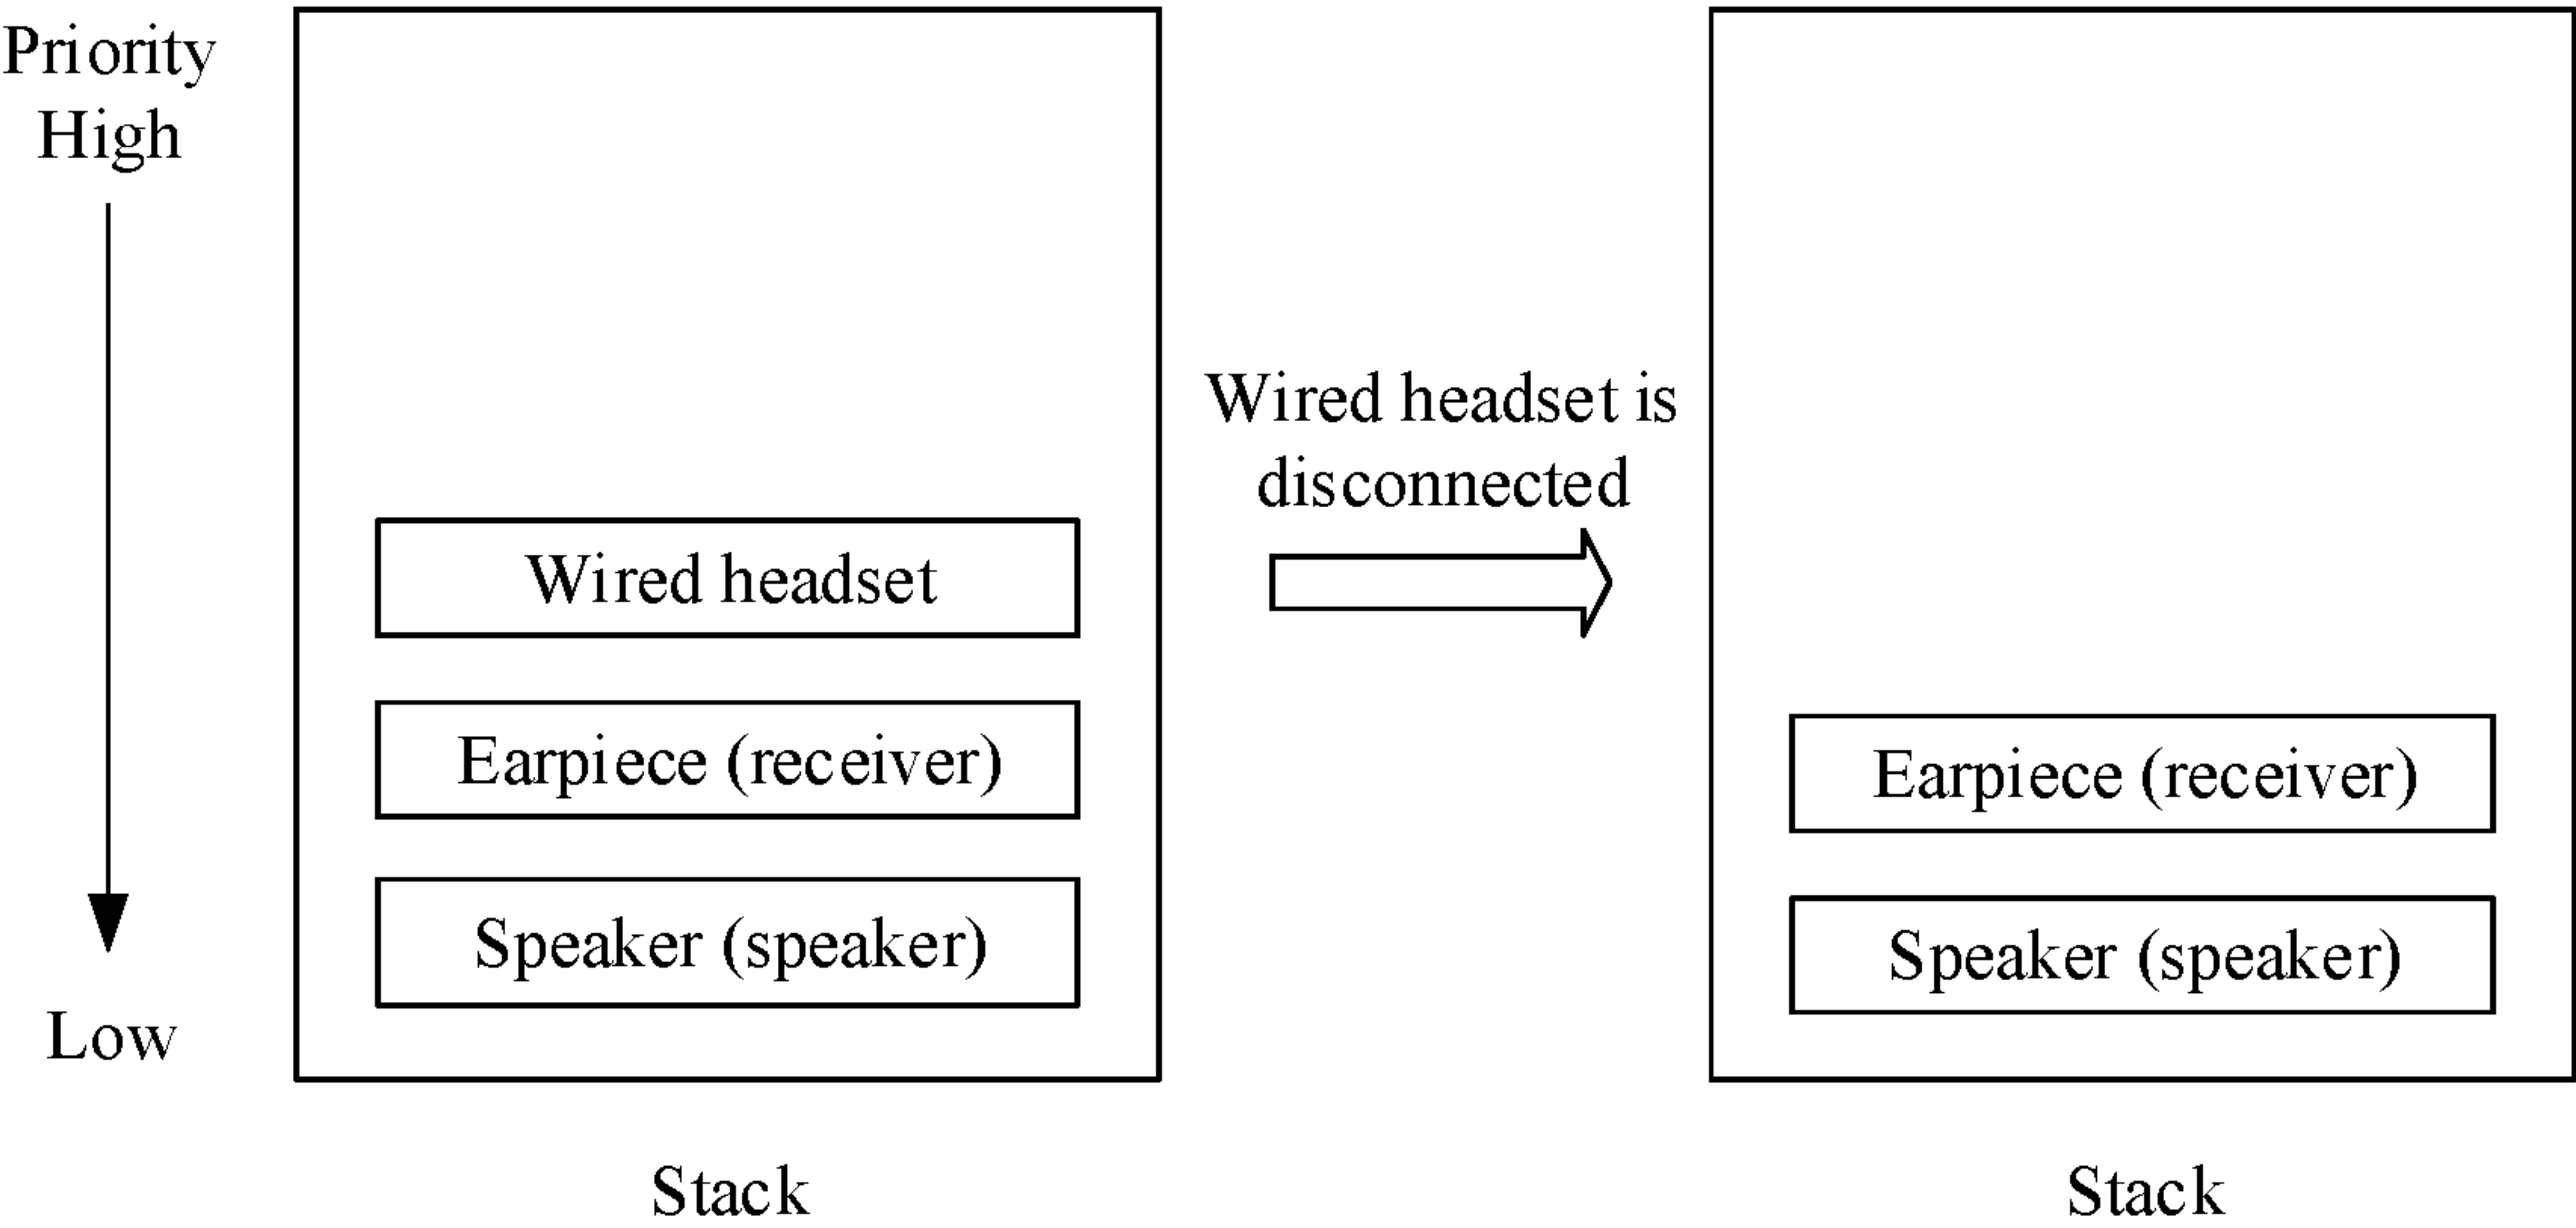 Priority
High
Low
Wired headset
Earpiece (receiver)
Speaker (speaker)
Stack
Wired headset is
disconnected
Earpiece (receiver)
Speaker (speaker)
Stack